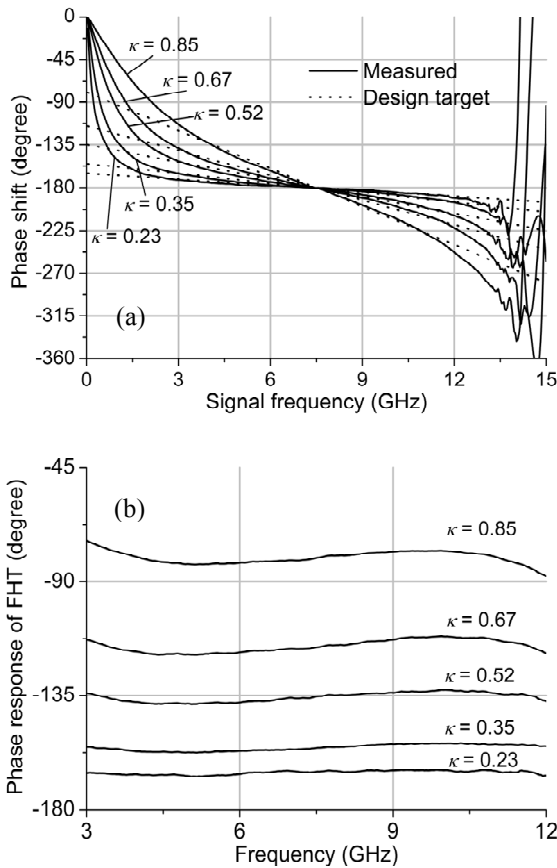 0
-45
-90
-135
-180
-225
-270
-315
-360
Phase shift (degree)
κ = 0.85
κ = 0.67
κ = 0.52
κ = 0.35
κ = 0.23
Measured
Design target
(a)
0
3
6
9
12
15
Signal frequency (GHz)
-45
-90
-135
-180
Phase response of FHT (degree)
(b)
κ = 0.85
κ = 0.67
κ = 0.52
κ = 0.35
κ = 0.23
3
6
9
12
Frequency (GHz)